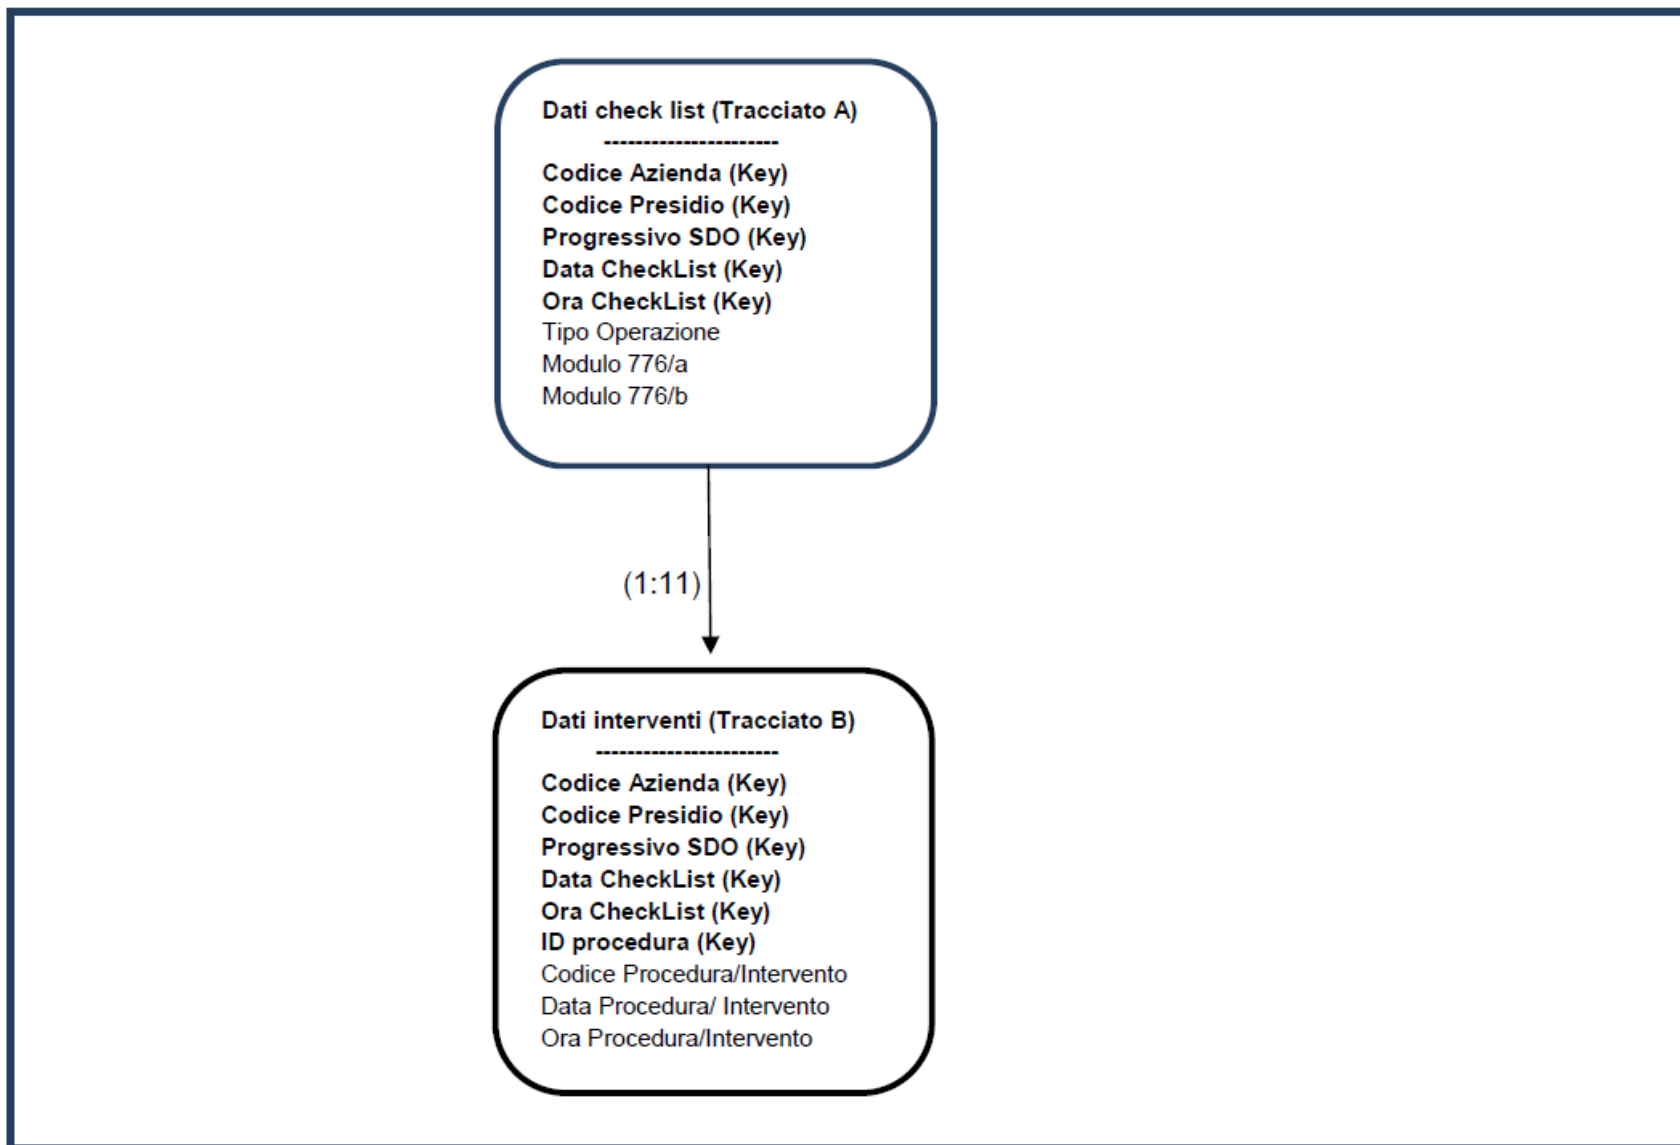 Dati check list (Tracciato A)
----------------------
Codice Azienda (Key)
Codice Presidio (Key)
Progressivo SDO (Key)
Data CheckList (Key)
Ora CheckList (Key)
Tipo Operazione
Modulo 776/a
Modulo 776/b
(1:11)
Dati interventi (Tracciato B)
-----------------------
Codice Azienda (Key)
Codice Presidio (Key)
Progressivo SDO (Key)
Data CheckList (Key)
Ora CheckList (Key)
ID procedura (Key)
Codice Procedura/Intervento
Data Procedura/ Intervento
Ora Procedura/Intervento